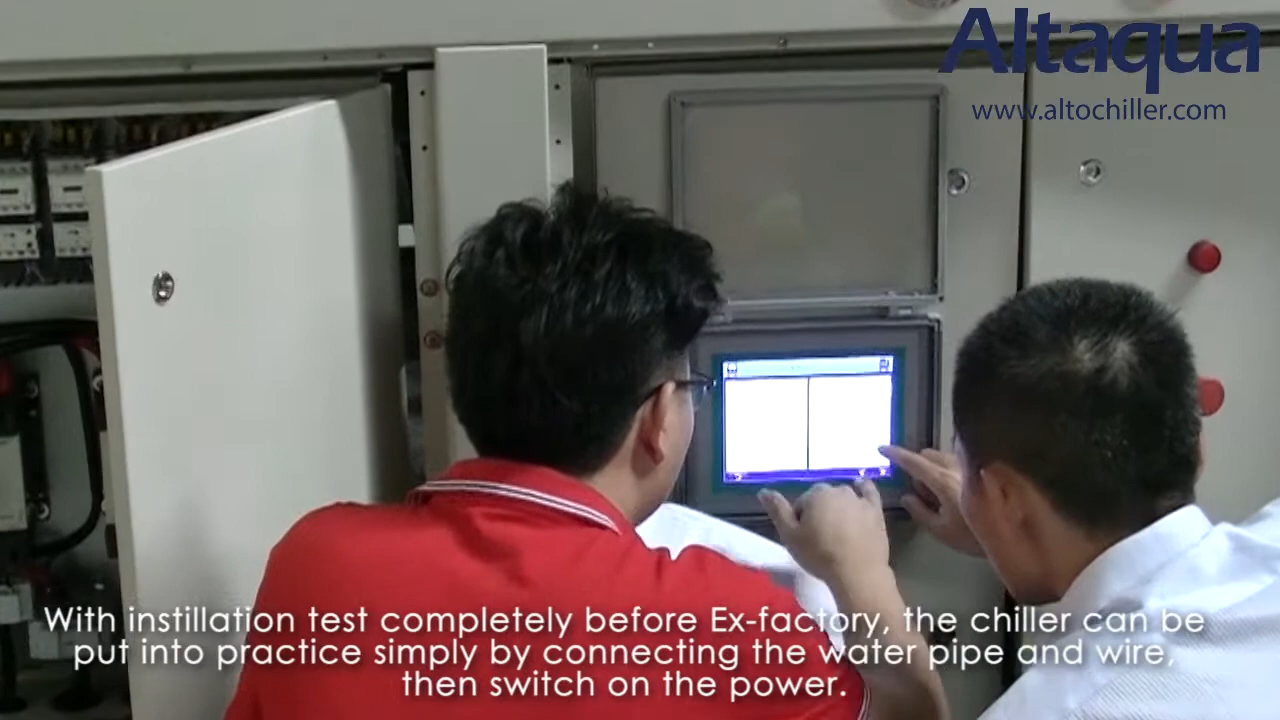 Altaqua
www.altochiller.com
With instillation test completely before Ex-factory, the chiller can be
put into practice simply by connecting the water pipe and wire,
then switch on the power.